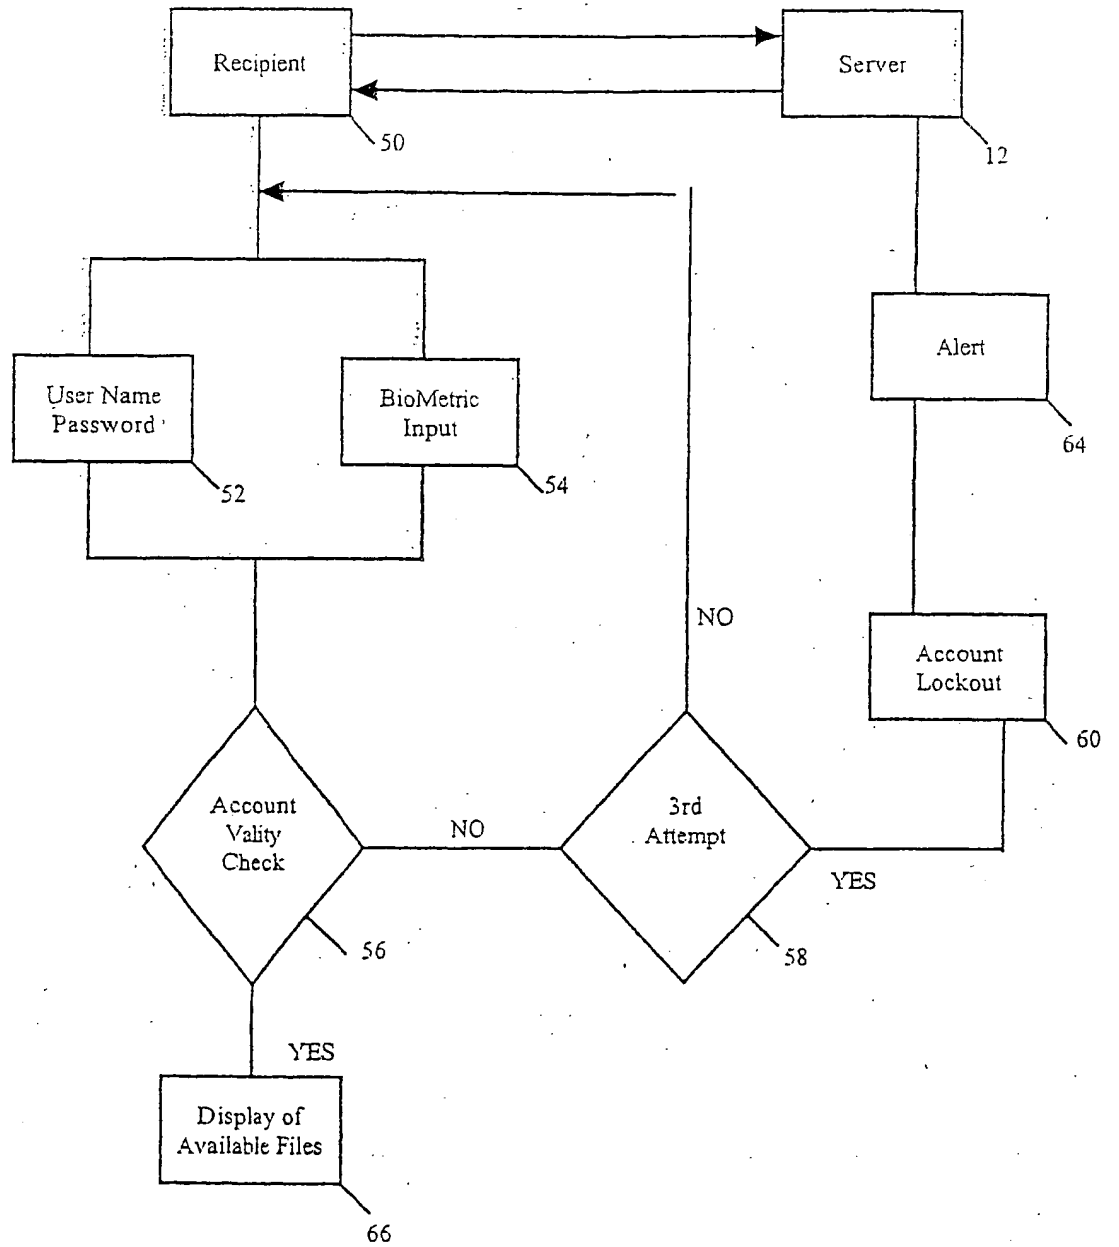 Recipient
Server
50
12
Alert
User Name
Password
BioMetric
Input
64
52
54
NO
Account
Lockout
60
Account
Vality
Check
NO
3rd
Attempt
YES
56
58
YES
Display of
Available Files
66